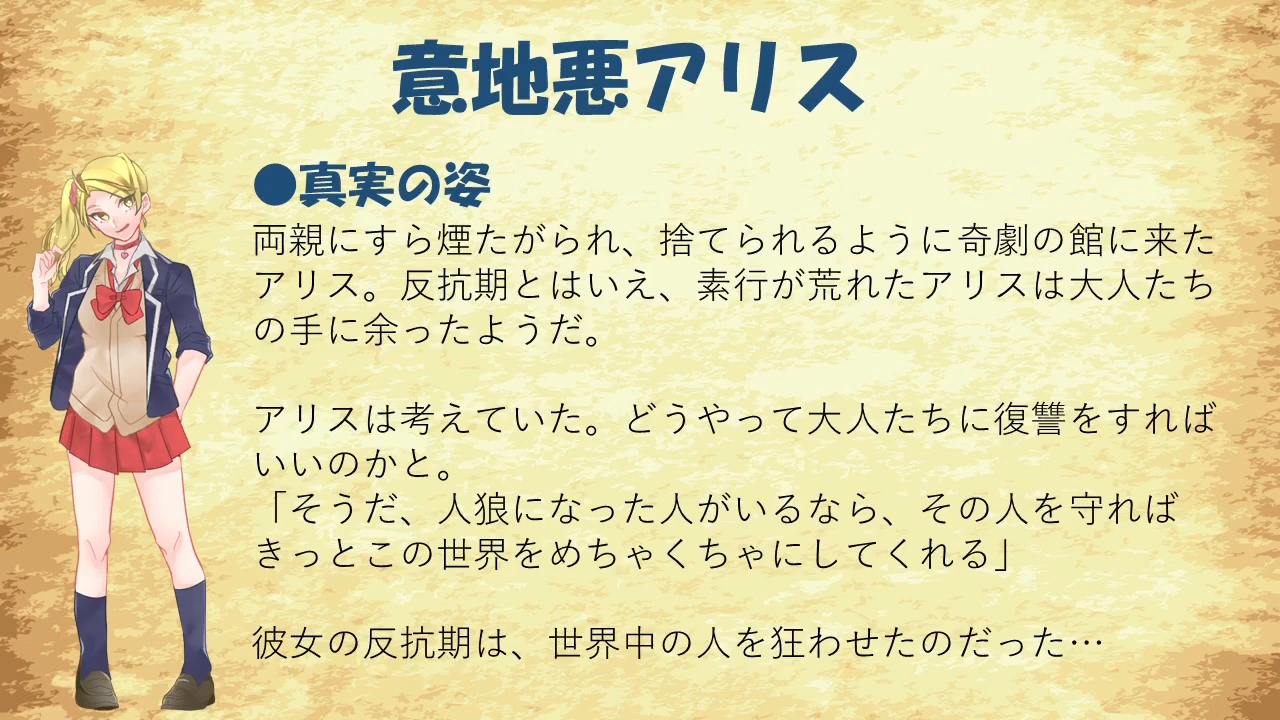 意地悪アリス
●真実の姿
両親にすら煙たがられ、捨てられるように奇劇の館に来た
アリス。反抗期とはいえ、素行が荒れたアリスは大人たち
の手に余ったようだ。
アリスは考えていた。どうやって大人たちに復讐をすれば
いいのかと。
「そうだ、人狼になった人がいるなら、その人を守れば
きっとこの世界をめちゃくちゃにしてくれる」
彼女の反抗期は、世界中の人を狂わせたのだった…